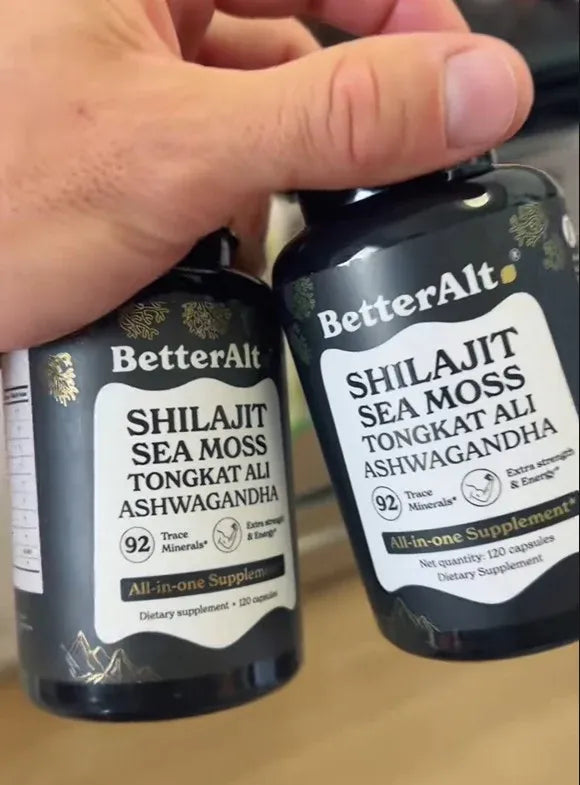 BetterAlt
SHILAJIT
SEA MOSS
TONGKAT ALI
ASHWAGANDHA
92
Trace
Minerals*
Extra strength
& Energy*
All-in-one Supplem
Dietary supplement • 120 capsules
BetterAlt®
SHILAJIT
SEA MOSS
TONGKAT ALI
ASHWAGANDHA
92
Trace
Minerals*
Extra strength
& Energy*
All-in-one Supplement*
Net quantity: 120 capsules
Dietary Supplement